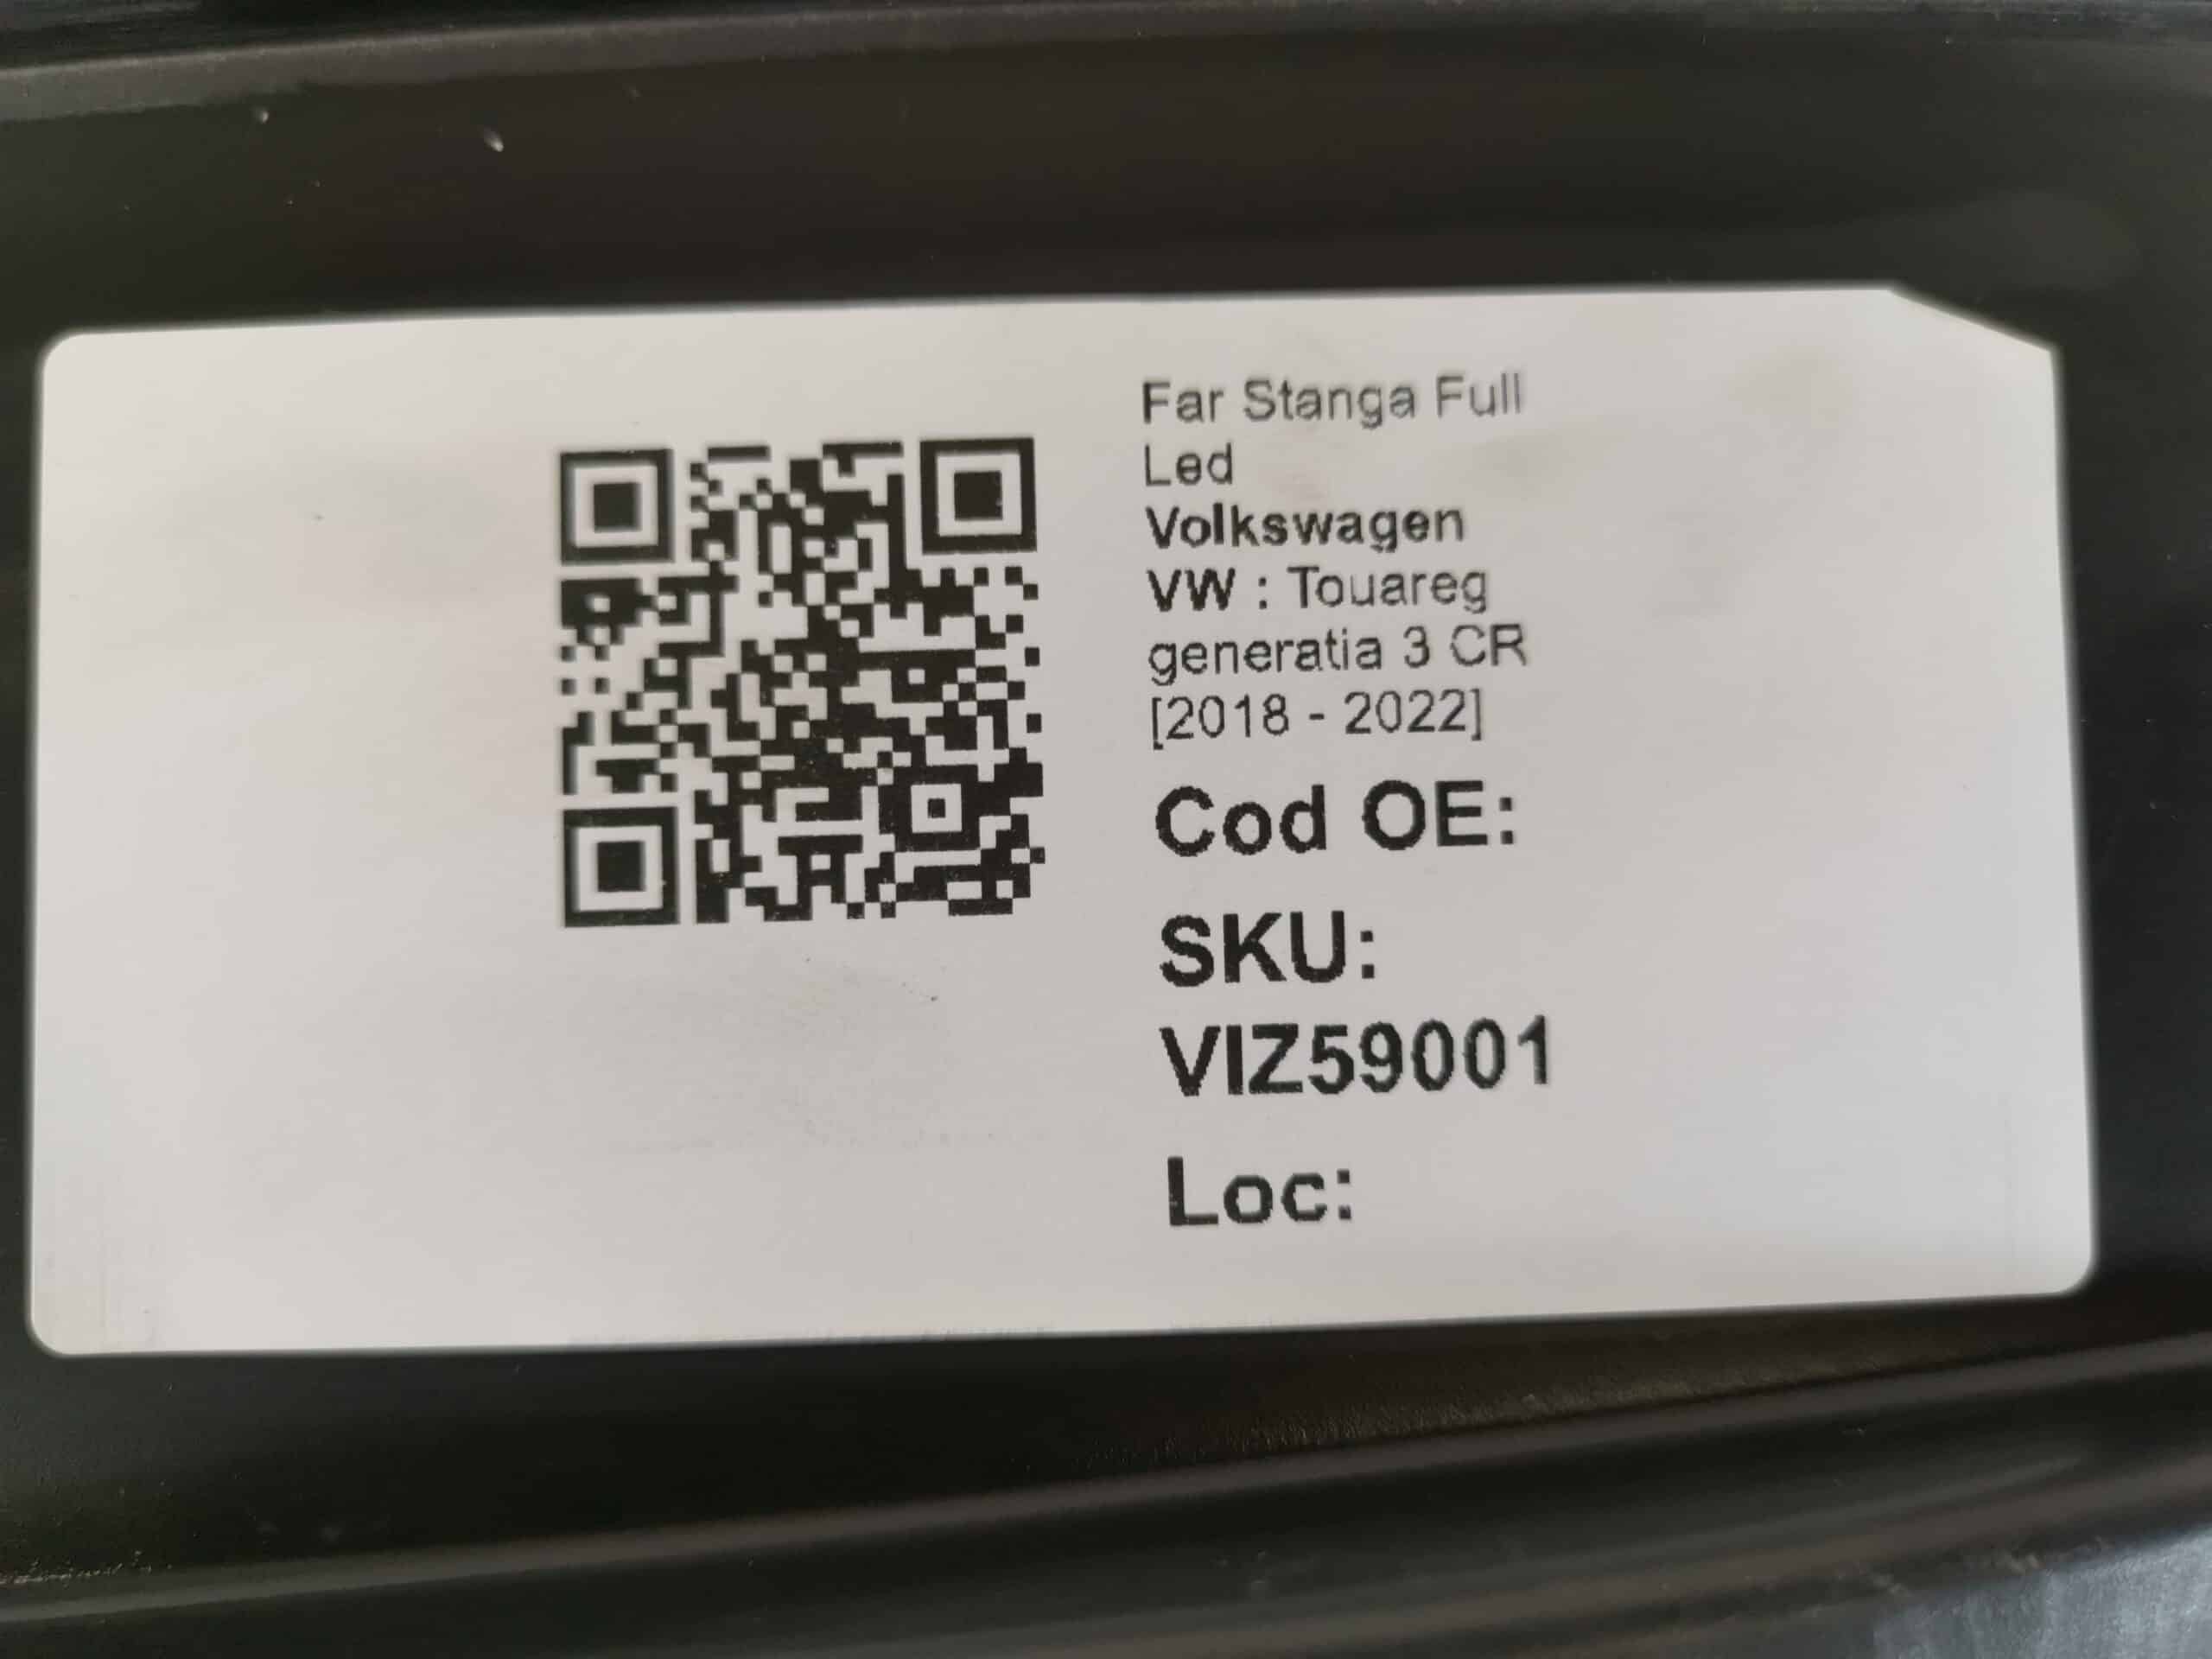 Far Stanga Full
Led
Volkswagen
VW : Touareg
generatia 3 CR
[2018 - 2022]
Cod OE:
SKU:
VIZ59001
Loc: